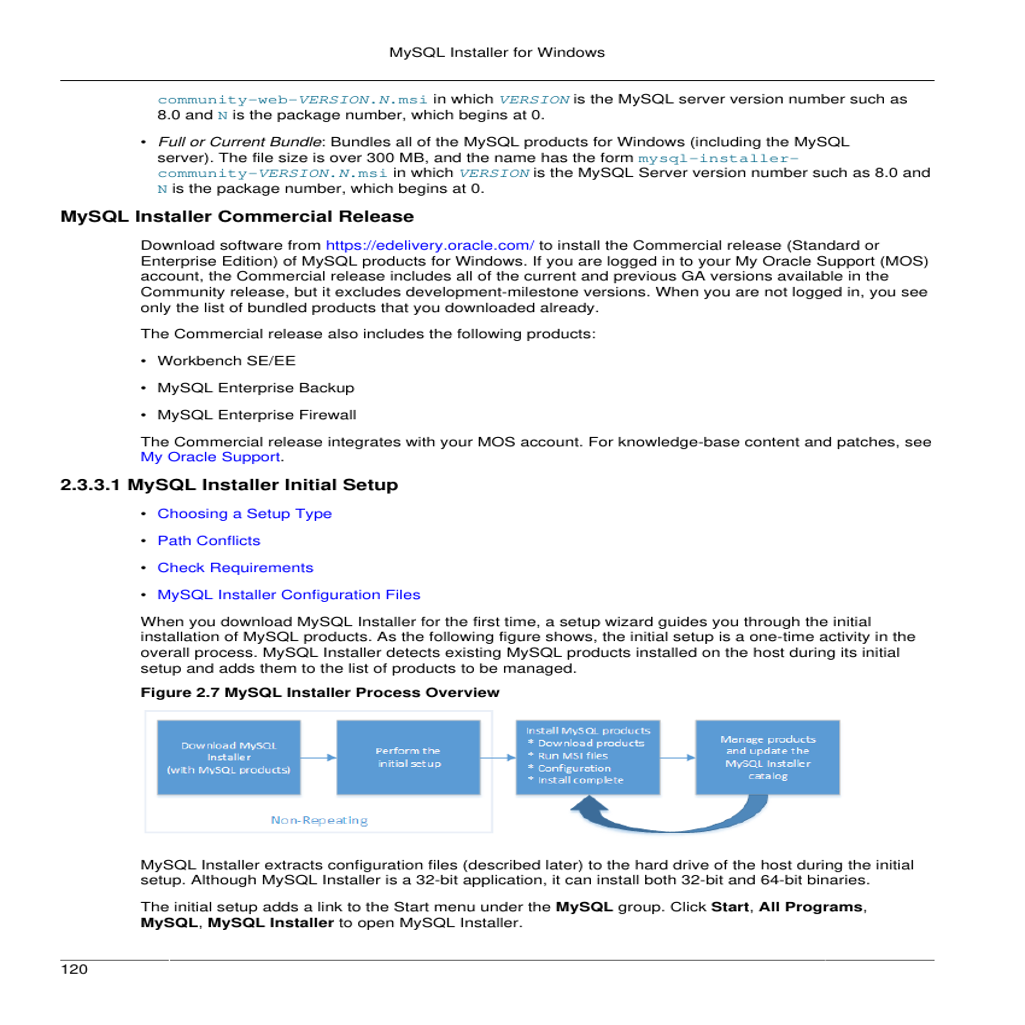 MySQL Installer for Windows
community-web-VERSION.N.msi in which VERSION is the MySQL server version number such as
8.0 and N is the package number, which begins at 0.
• Full or Current Bundle: Bundles all of the MySQL products for Windows (including the MySQL
server). The file size is over 300 MB, and the name has the form mysql-installer-
community-VERSION.N.msi in which VERSION is the MySQL Server version number such as 8.0 and
N is the package number, which begins at 0.
MySQL Installer Commercial Release
Download software from https://edelivery.oracle.com/ to install the Commercial release (Standard or
Enterprise Edition) of MySQL products for Windows. If you are logged in to your My Oracle Support (MOS)
account, the Commercial release includes all of the current and previous GA versions available in the
Community release, but it excludes development-milestone versions. When you are not logged in, you see
only the list of bundled products that you downloaded already.
The Commercial release also includes the following products:
• Workbench SE/EE
• MySQL Enterprise Backup
• MySQL Enterprise Firewall
The Commercial release integrates with your MOS account. For knowledge-base content and patches, see
My Oracle Support.
2.3.3.1 MySQL Installer Initial Setup
• Choosing a Setup Type
• Path Conflicts
• Check Requirements
• MySQL Installer Configuration Files
When you download MySQL Installer for the first time, a setup wizard guides you through the initial
installation of MySQL products. As the following figure shows, the initial setup is a one-time activity in the
overall process. MySQL Installer detects existing MySQL products installed on the host during its initial
setup and adds them to the list of products to be managed.
Figure 2.7 MySQL Installer Process Overview
Download MySQL
Installer
(with MySQL products)
Perform the
initial setup
Install MySQL products
* Download products
* Run MSI files
* Configuration
* Install complete
Manage products
and update the
MySQL Installer
catalog
Non-Repeating
MySQL Installer extracts configuration files (described later) to the hard drive of the host during the initial
setup. Although MySQL Installer is a 32-bit application, it can install both 32-bit and 64-bit binaries.
The initial setup adds a link to the Start menu under the MySQL group. Click Start, All Programs,
MySQL, MySQL Installer to open MySQL Installer.
120